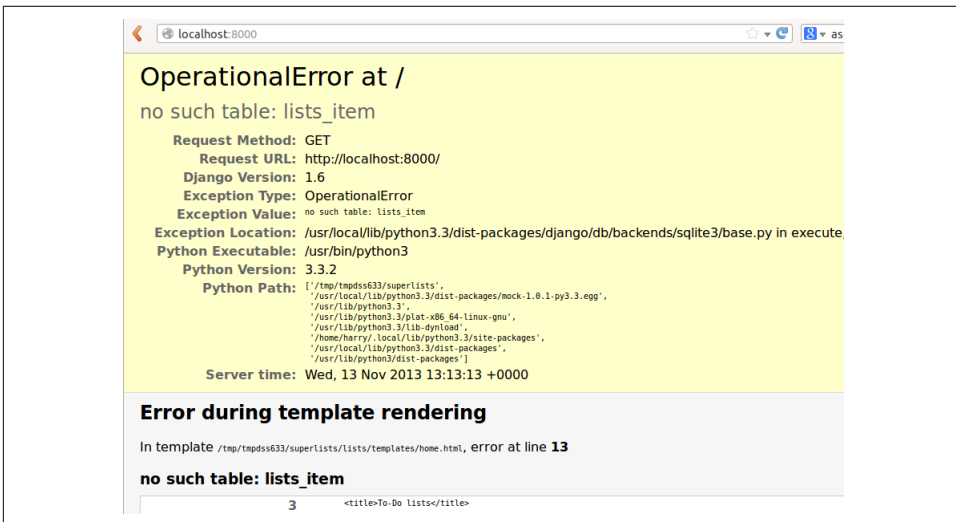 localhost:8000
8
as
OperationalError at /
no such table: lists_item
Request Method: GET
Request URL: http://localhost:8000/
Django Version: 1.6
Exception Type: OperationalError
Exception Value: no such table: lists_item
Exception Location: /usr/local/lib/python3.3/dist-packages/django/db/backends/sqlite3/base.py in execute,
Python Executable: /usr/bin/python3
Python Version: 3.3.2
Python Path: ['/tmp/tmpdss633/superlists',
'/usr/local/lib/python3.3/dist-packages/mock-1.0.1-py3.3.egg',
'/usr/lib/python3.3',
'/usr/lib/python3.3/plat-x86_64-linux-gnu',
'/usr/lib/python3.3/lib-dynload',
'/home/harry/.local/lib/python3.3/site-packages',
'/usr/local/lib/python3.3/dist-packages',
'/usr/lib/python3/dist-packages']
Server time: Wed, 13 Nov 2013 13:13:13 +0000
Error during template rendering
In template /tmp/tmpdss633/superlists/lists/templates/home.html, error at line 13
no such table: lists_item
3 <title>To-Do lists</title>